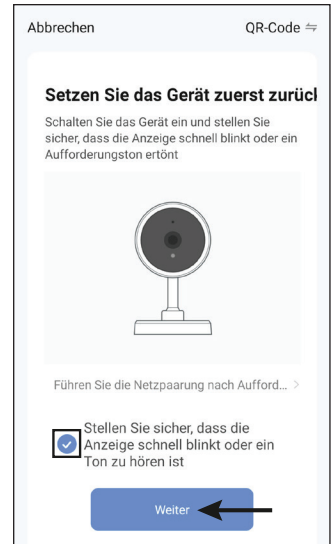 Abbrechen QR-Code ⇋
Setzen Sie das Gerät zuerst zurück
Schalten Sie das Gerät ein und stellen Sie
sicher, dass die Anzeige schnell blinkt oder ein
Aufforderungston ertönt
Führen Sie die Netzpaarung nach Afford... >
Stellen Sie sicher, dass die
Anzeige schnell blinkt oder ein
Ton zu hören ist
Weiter